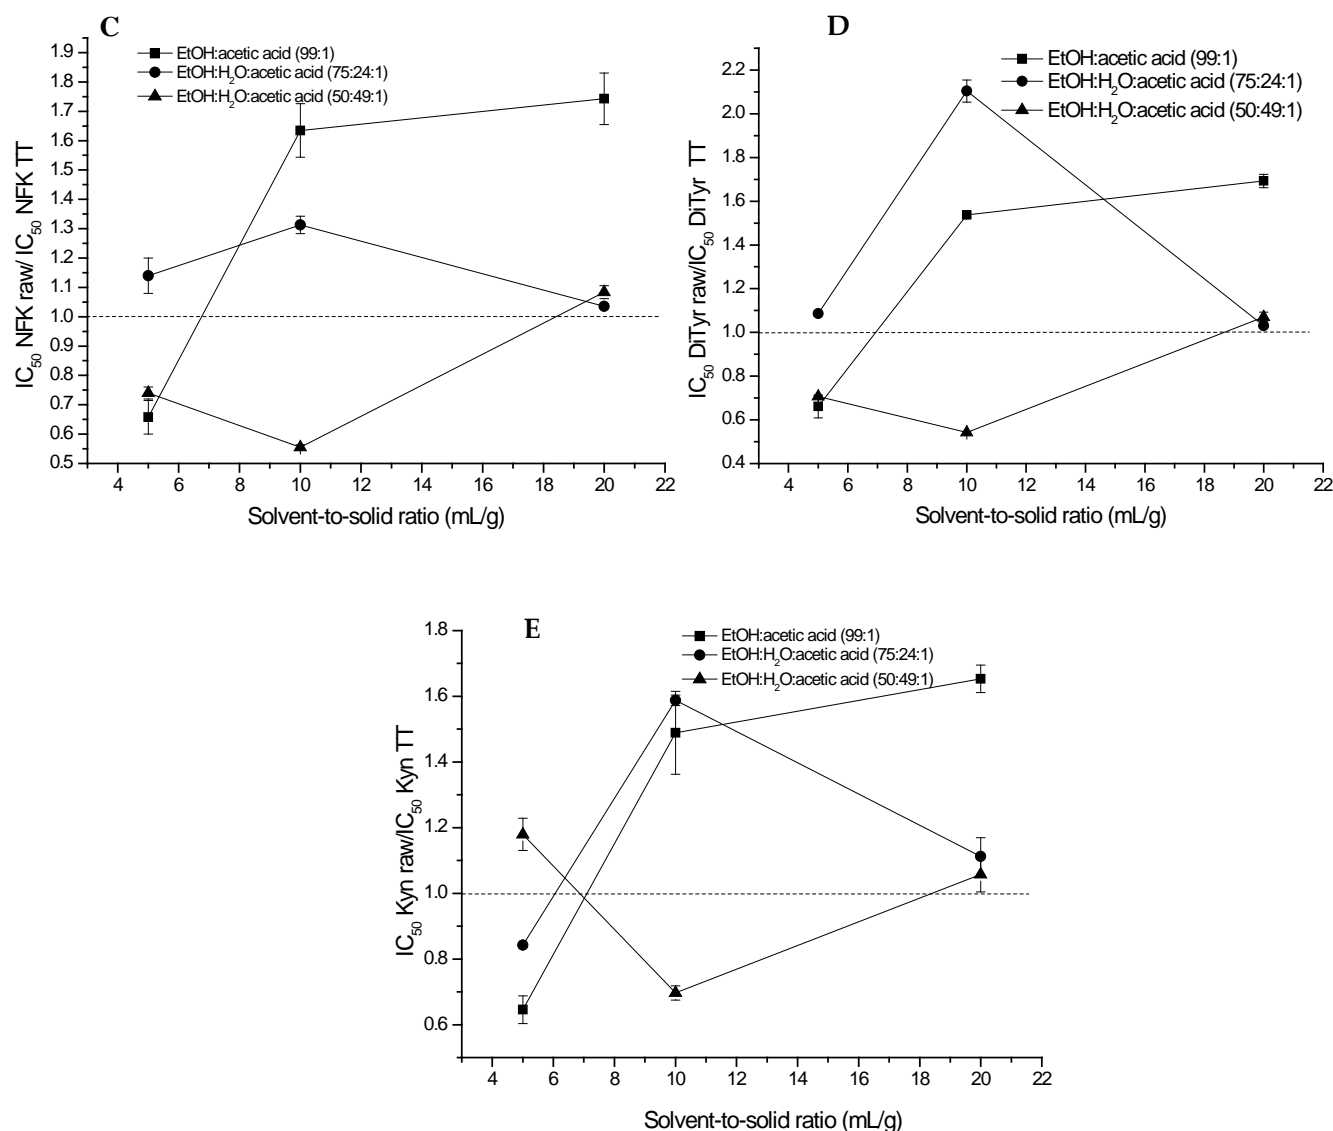 C
EtOH:acetic acid (99:1)
EtOH:H₂O:acetic acid (75:24:1)
EtOH:H₂O:acetic acid (50:49:1)
IC₅₀ NFK raw/ IC₅₀ NFK TT
1.9
1.8
1.7
1.6
1.5
1.4
1.3
1.2
1.1
1.0
0.9
0.8
0.7
0.6
0.5
4 6 8 10 12 14 16 18 20 22
Solvent-to-solid ratio (mL/g)
D
EtOH:acetic acid (99:1)
EtOH:H₂O:acetic acid (75:24:1)
EtOH:H₂O:acetic acid (50:49:1)
IC₅₀ DiTyr raw/IC₅₀ DiTyr TT
2.2
2.0
1.8
1.6
1.4
1.2
1.0
0.8
0.6
0.4
4 6 8 10 12 14 16 18 20 22
Solvent-to-solid ratio (mL/g)
E
EtOH:acetic acid (99:1)
EtOH:H₂O:acetic acid (75:24:1)
EtOH:H₂O:acetic acid (50:49:1)
IC₅₀ Kyn raw/IC₅₀ Kyn TT
1.8
1.6
1.4
1.2
1.0
0.8
0.6
4 6 8 10 12 14 16 18 20 22
Solvent-to-solid ratio (mL/g)